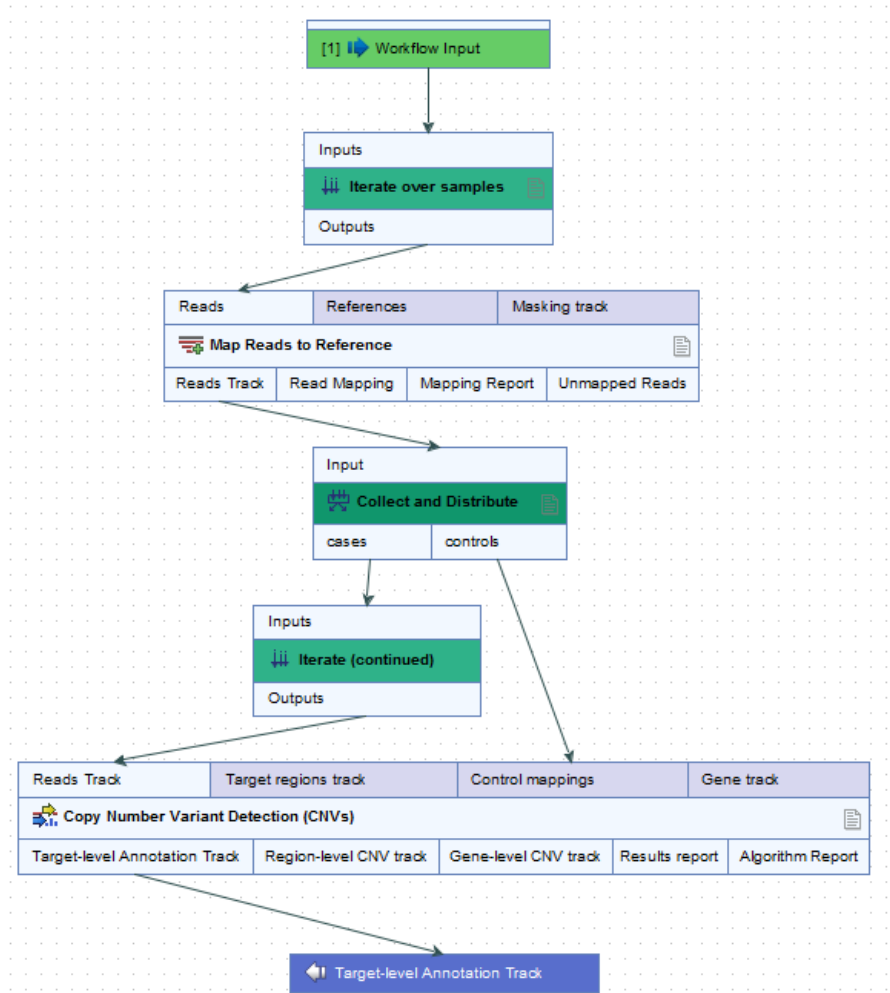 [1] Workflow Input
Inputs
Iterate over samples
Outputs
Reads References Masking track
Map Reads to Reference
Reads Track Read Mapping Mapping Report Unmapped Reads
Input
Collect and Distribute
cases controls
Inputs
Iterate (continued)
Outputs
Reads Track Target regions track Control mappings Gene track
Copy Number Variant Detection (CNVs)
Target-level Annotation Track Region-level CNV track Gene-level CNV track Results report Algorithm Report
Target-level Annotation Track